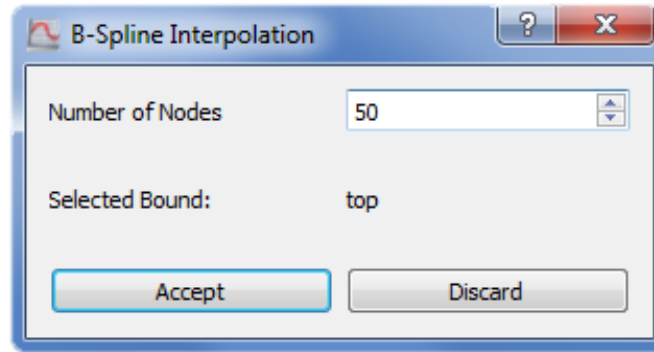 B-Spline Interpolation
Number of Nodes 50
Selected Bound: top
Accept Discard